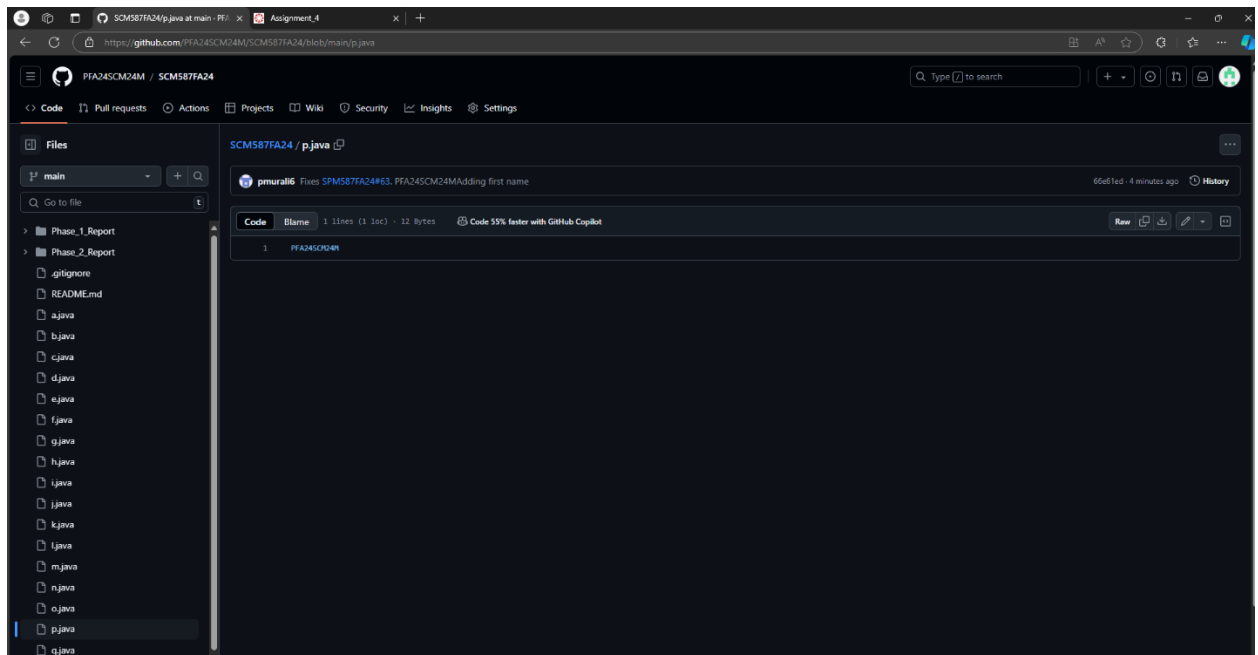 SCM587FA24/p.java at main · PFA
Assignment_4
https://github.com/PFA24SCM24M/SCM587FA24/blob/main/p.java
PFA24SCM24M / SCM587FA24
Type / to search
Code Pull requests Actions Projects Wiki Security Insights Settings
Files
SCM587FA24 / p.java
main
pmurali6 Fixes SPM587FA24#63. PFA24SCM24MAdding first name
66e61ed · 4 minutes ago History
Go to file t
Code Blame 1 lines (1 loc) · 12 Bytes Code 55% faster with GitHub Copilot
Raw
1 PFA24SCM24M
Phase_1_Report
Phase_2_Report
.gitignore
README.md
a.java
b.java
c.java
d.java
e.java
f.java
g.java
h.java
i.java
j.java
k.java
l.java
m.java
n.java
o.java
p.java
q.java